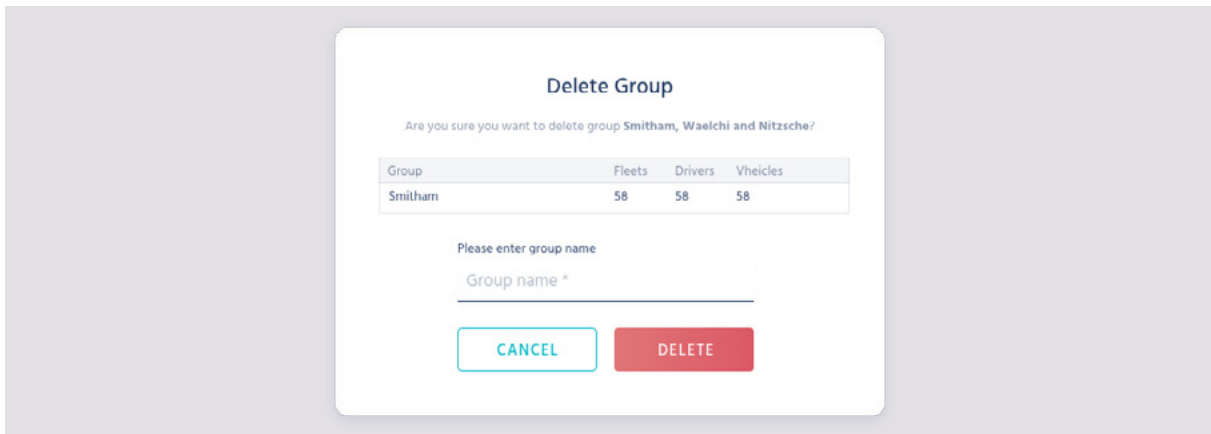 Delete Group
Are you sure you want to delete group Smitham, Waelchi and Nitzsche?
Group Fleets Drivers Vheicles
Smitham 58 58 58
Please enter group name
Group name *
CANCEL DELETE